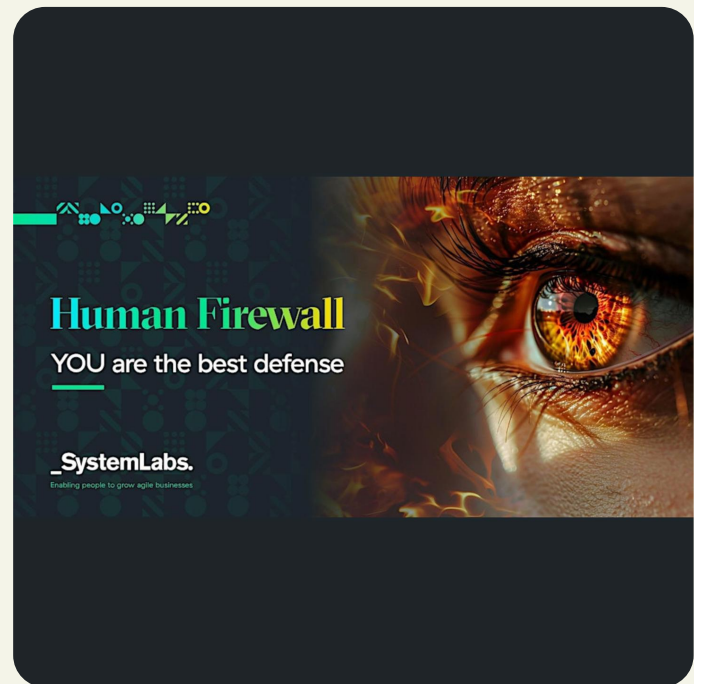 Human Firewall
YOU are the best defense
_SystemLabs.
Enabling people to grow agile businesses